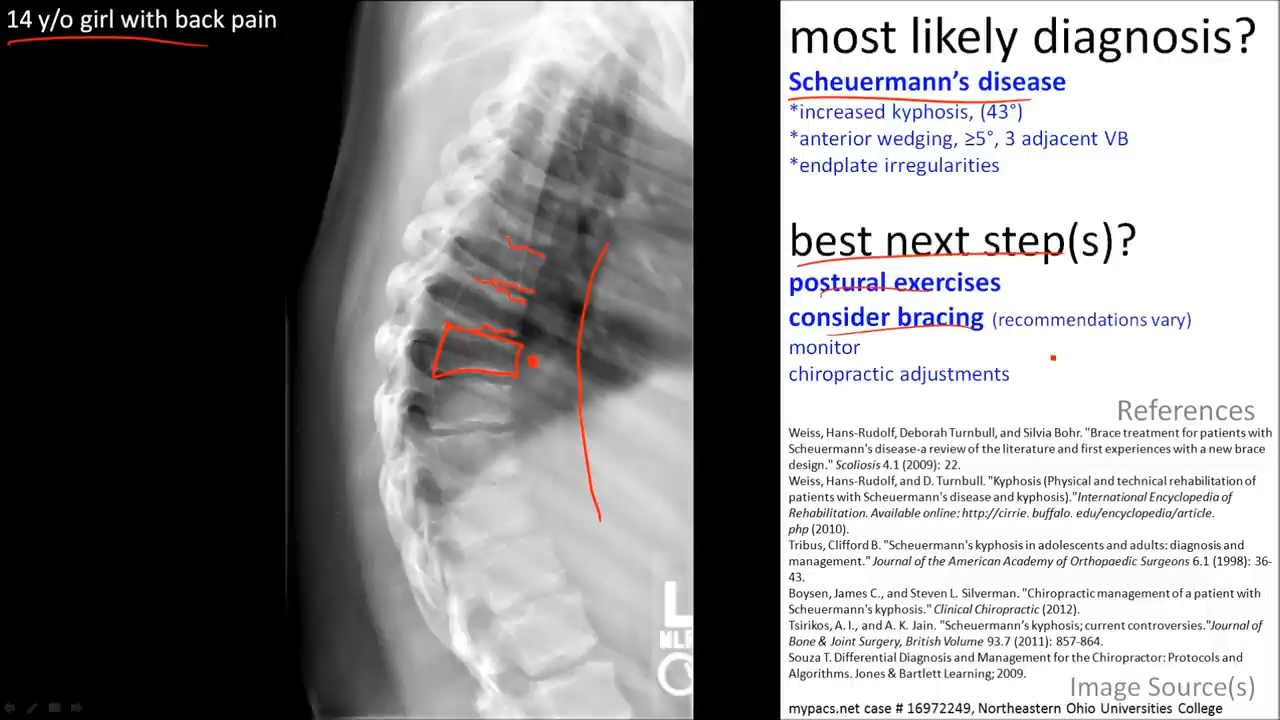 14 y/o girl with back pain
most likely diagnosis?
Scheuermann's disease
*increased kyphosis, (43°)
*anterior wedging, ≥5°, 3 adjacent VB
*endplate irregularities
best next step(s)?
postural exercises
consider bracing (recommendations vary)
monitor
chiropractic adjustments
References
Weiss, Hans-Rudolf, Deborah Turnbull, and Silvia Bohr. "Brace treatment for patients with
Scheuermann's disease-a review of the literature and first experiences with a new brace
design." Scoliosis 4.1 (2009): 22.
Weiss, Hans-Rudolf, and D. Turnbull. "Kyphosis (Physical and technical rehabilitation of
patients with Scheuermann's disease and kyphosis)."International Encyclopedia of
Rehabilitation. Available online: http://cirrie. buffalo. edu/encyclopedia/article.
php (2010).
Tribus, Clifford B. "Scheuermann's kyphosis in adolescents and adults: diagnosis and
management." Journal of the American Academy of Orthopaedic Surgeons 6.1 (1998): 36-
43.
Boysen, James C., and Steven L. Silverman. "Chiropractic management of a patient with
Scheuermann's kyphosis." Clinical Chiropractic (2012).
Tsirikos, A. I., and A. K. Jain. "Scheuermann's kyphosis; current controversies."Journal of
Bone & Joint Surgery, British Volume 93.7 (2011): 857-864.
Souza T. Differential Diagnosis and Management for the Chiropractor: Protocols and
Algorithms. Jones & Bartlett Learning; 2009.
Image Source(s)
mypacs.net case # 16972249, Northeastern Ohio Universities College
L